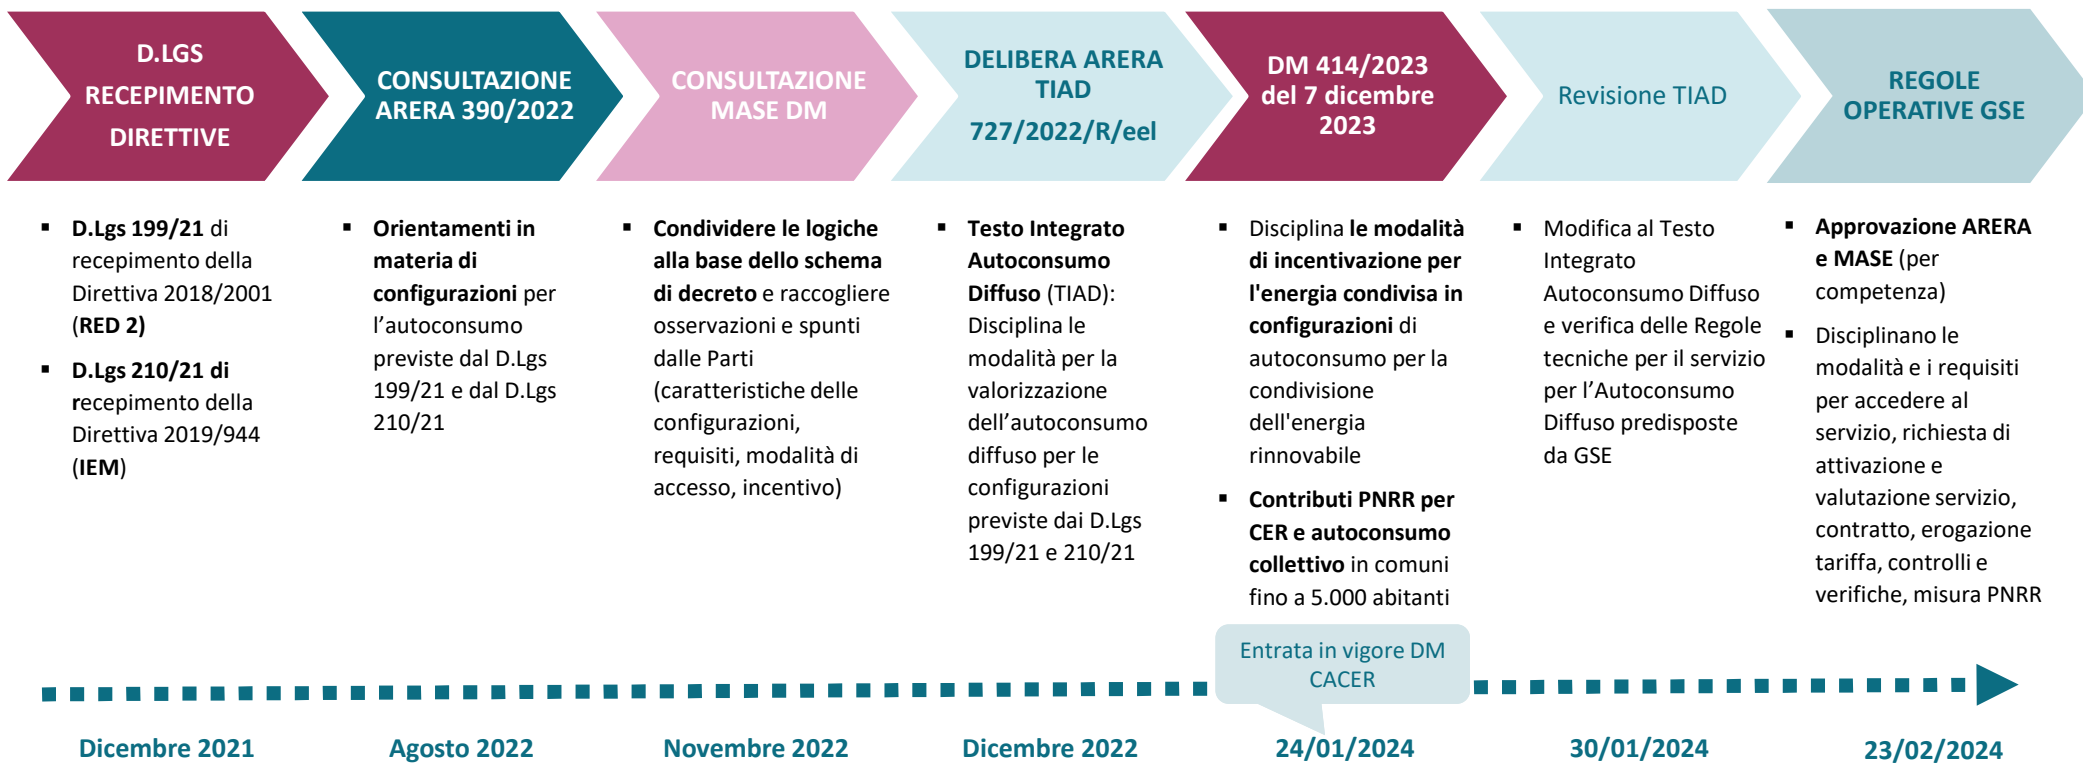 D.LGS
RECEPIMENTO
DIRETTIVE
CONSULTAZIONE
ARERA 390/2022
CONSULTAZIONE
MASE DM
DELIBERA ARERA
TIAD
727/2022/R/eel
DM 414/2023
del 7 dicembre
2023
Revisione TIAD
REGOLE
OPERATIVE GSE
▪ D.Lgs 199/21 di
recepimento della
Direttiva 2018/2001
(RED 2)
▪ D.Lgs 210/21 di
recepimento della
Direttiva 2019/944
(IEM)
▪ Orientamenti in
materia di
configurazioni per
l’autoconsumo
previste dal D.Lgs
199/21 e dal D.Lgs
210/21
▪ Condividere le logiche
alla base dello schema
di decreto e raccogliere
osservazioni e spunti
dalle Parti
(caratteristiche delle
configurazioni,
requisiti, modalità di
accesso, incentivo)
▪ Testo Integrato
Autoconsumo
Diffuso (TIAD):
Disciplina le
modalità per la
valorizzazione
dell’autoconsumo
diffuso per le
configurazioni
previste dai D.Lgs
199/21 e 210/21
▪ Disciplina le modalità
di incentivazione per
l'energia condivisa in
configurazioni di
autoconsumo per la
condivisione
dell'energia
rinnovabile
▪ Contributi PNRR per
CER e autoconsumo
collettivo in comuni
fino a 5.000 abitanti
▪ Modifica al Testo
Integrato
Autoconsumo Diffuso
e verifica delle Regole
tecniche per il servizio
per l’Autoconsumo
Diffuso predisposte
da GSE
▪ Approvazione ARERA
e MASE (per
competenza)
▪ Disciplinano le
modalità e i requisiti
per accedere al
servizio, richiesta di
attivazione e
valutazione servizio,
contratto, erogazione
tariffa, controlli e
verifiche, misura PNRR
Entrata in vigore DM
CACER
Dicembre 2021
Agosto 2022
Novembre 2022
Dicembre 2022
24/01/2024
30/01/2024
23/02/2024